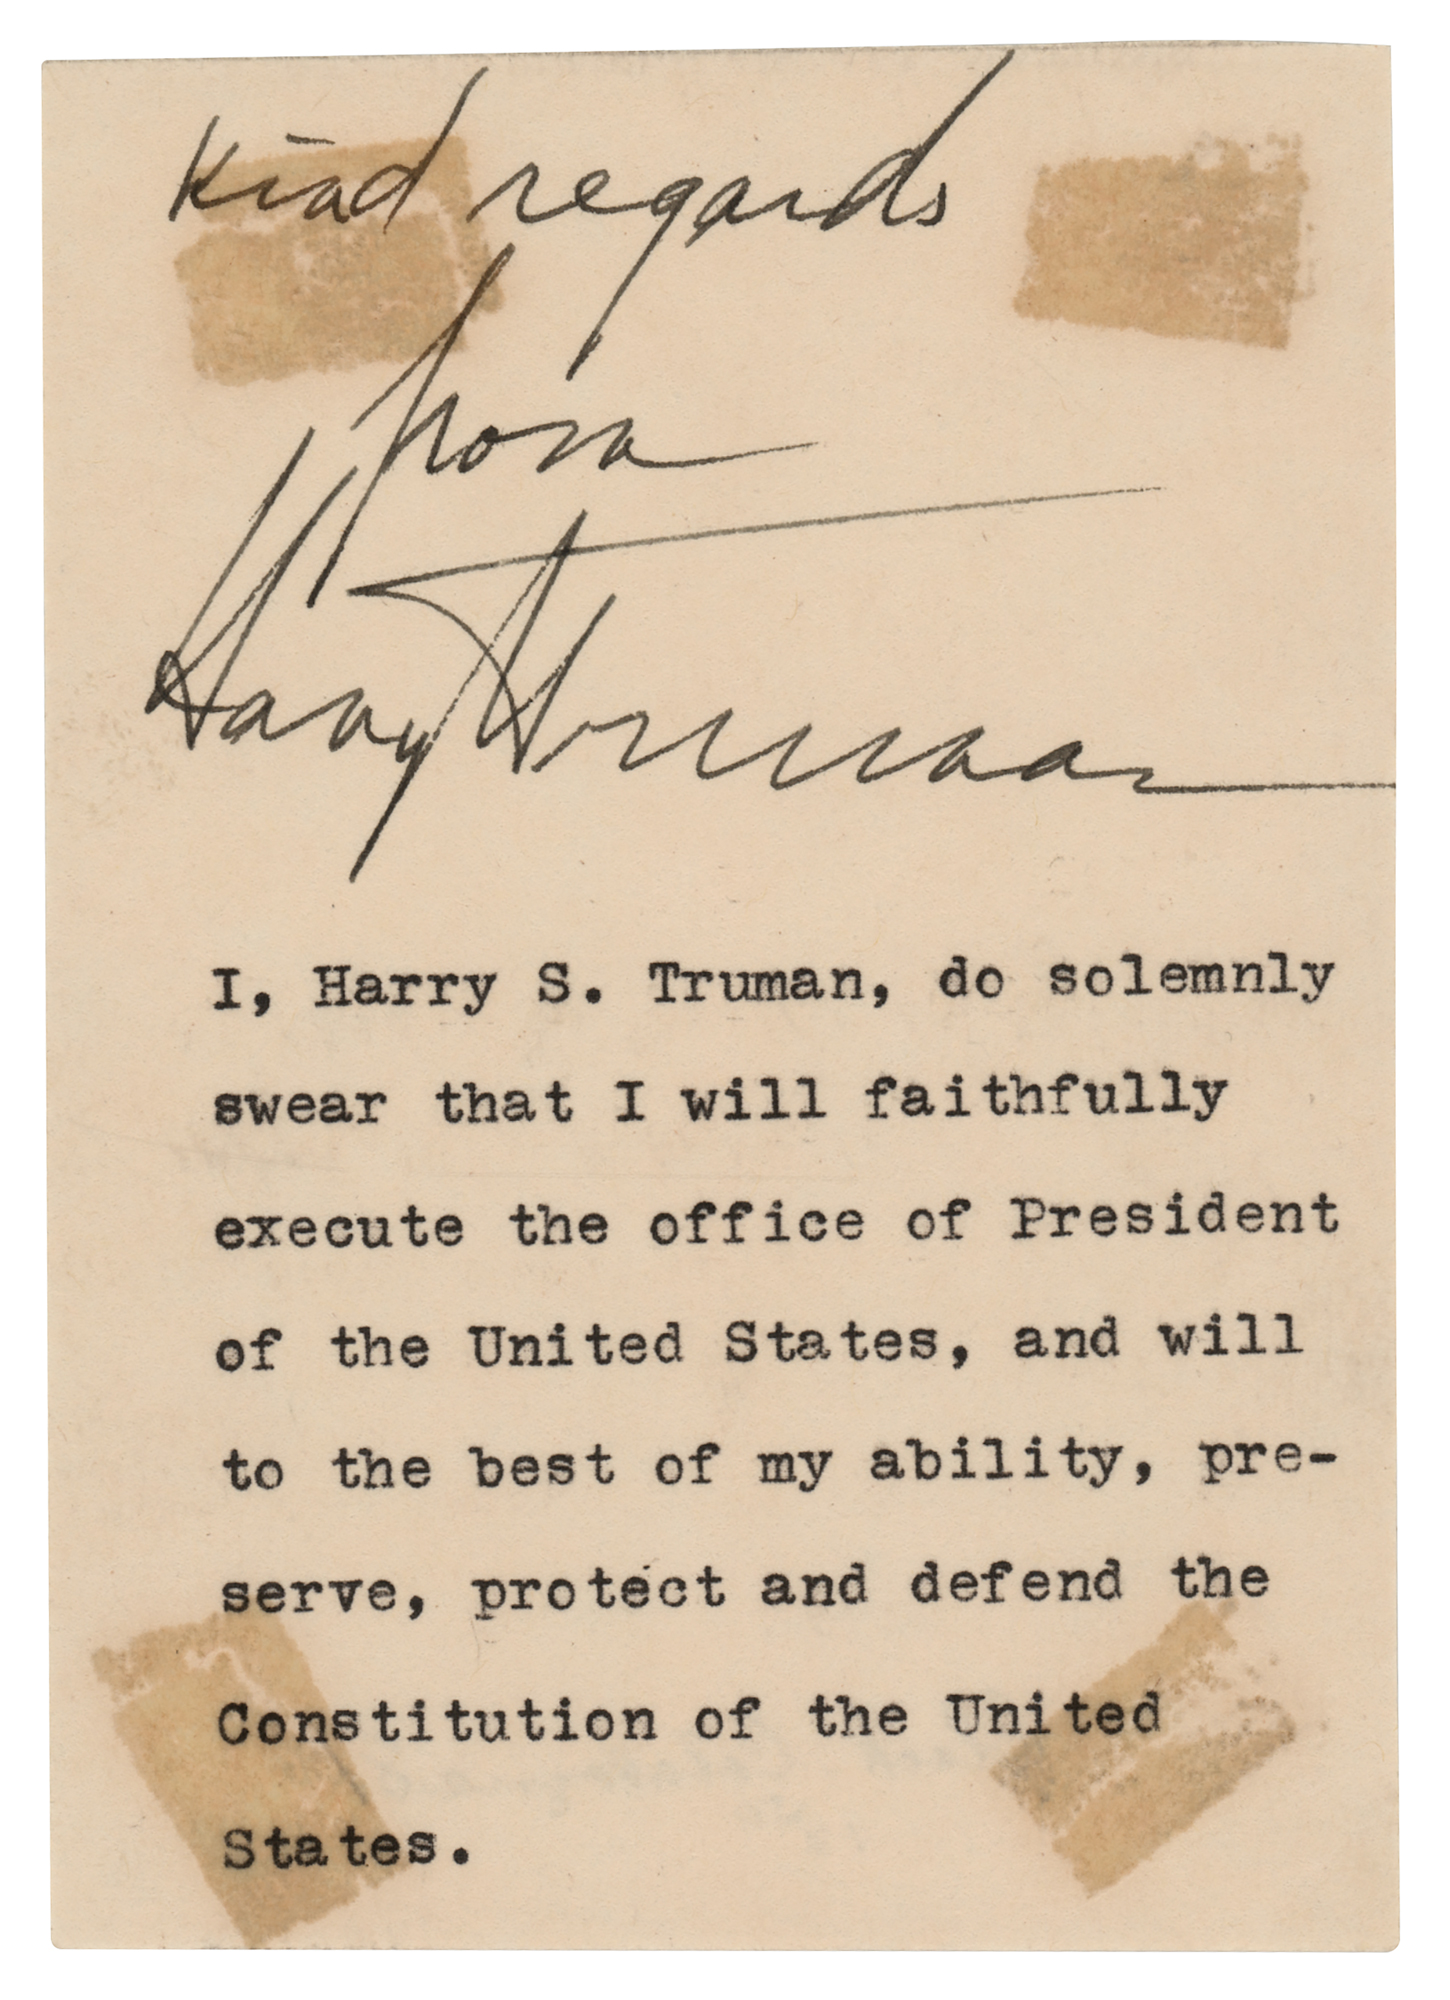 Kind regards
from
Harry Truman
I, Harry S. Truman, do solemnly
swear that I will faithfully
execute the office of President
of the United States, and will
to the best of my ability, pre-
serve, protect and defend the
Constitution of the United
States.